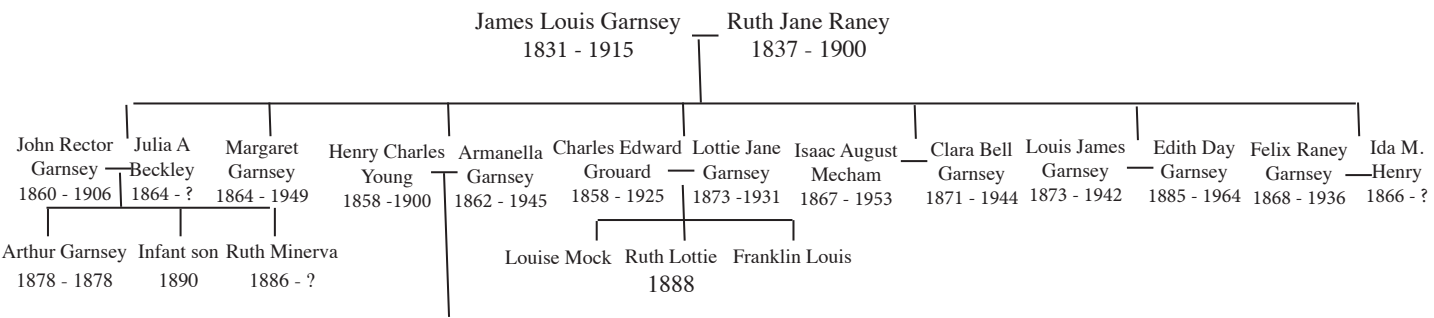 James Louis Garnsey
1831 - 1915
Ruth Jane Raney
1837 - 1900
John Rector
Garnsey
1860 - 1906
Julia A
Beckley
1864 - ?
Margaret
Garnsey
1864 - 1949
Henry Charles
Young
1858 -1900
Armanella
Garnsey
1862 - 1945
Charles Edward
Grouard
1858 - 1925
Lottie Jane
Garnsey
1873 -1931
Isaac August
Mecham
1867 - 1953
Clara Bell
Garnsey
1871 - 1944
Louis James
Garnsey
1873 - 1942
Edith Day
Garnsey
1885 - 1964
Felix Raney
Garnsey
1868 - 1936
Ida M.
Henry
1866 - ?
Arthur Garnsey
1878 - 1878
Infant son
1890
Ruth Minerva
1886 - ?
Louise Mock
Ruth Lottie
1888
Franklin Louis